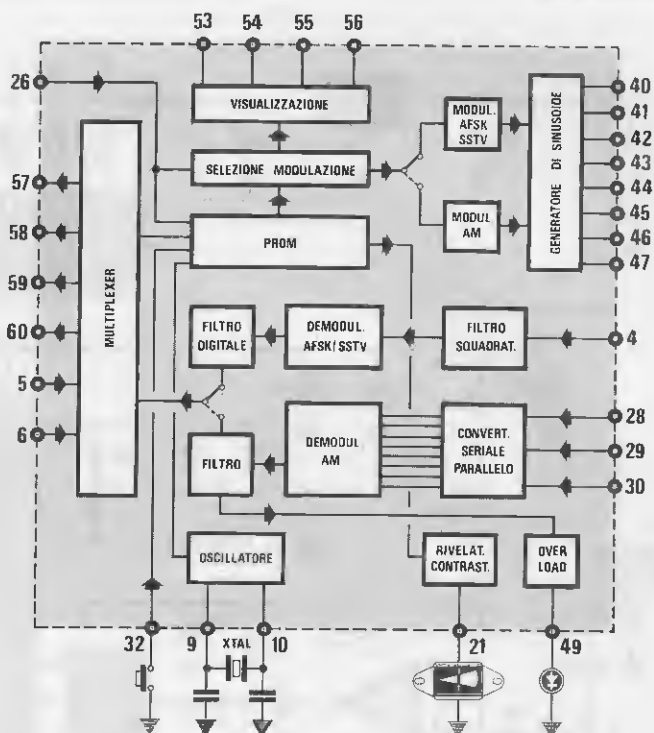 53 54 55 56
26
VISUALIZZAZIONE
SELEZIONE MODULAZIONE
PROM
MODUL.
AFSK
SSTV
MODUL
AM
GENERATORE DI SINUSOIDE
40
41
42
43
44
45
46
47
MULTIPLEXER
57
58
59
60
5
6
FILTRO
DIGITALE
DEMODUL.
AFSK/SSTV
FILTRO
SQUADRAT.
4
FILTRO
DEMODUL
AM
CONVERT.
SERIALE
PARALLELO
28
29
30
OSCILLATORE
RIVELAT.
CONTRAST.
OVER
LOAD
32 9 XTAL 10 21 49